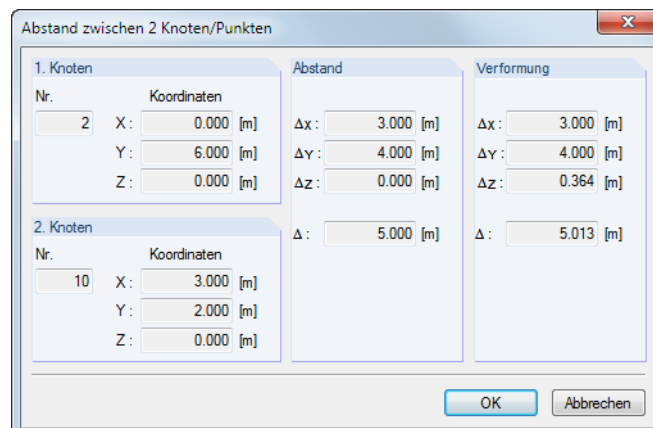 Abstand zwischen 2 Knoten/Punkten
1. Knoten
Nr. Koordinaten
2 X : 0.000 [m]
Y : 6.000 [m]
Z : 0.000 [m]
2. Knoten
Nr. Koordinaten
10 X : 3.000 [m]
Y : 2.000 [m]
Z : 0.000 [m]
Abstand
ΔX : 3.000 [m]
ΔY : 4.000 [m]
ΔZ : 0.000 [m]
Δ : 5.000 [m]
Verformung
ΔX : 3.000 [m]
ΔY : 4.000 [m]
ΔZ : 0.364 [m]
Δ : 5.013 [m]
OK Abbrechen